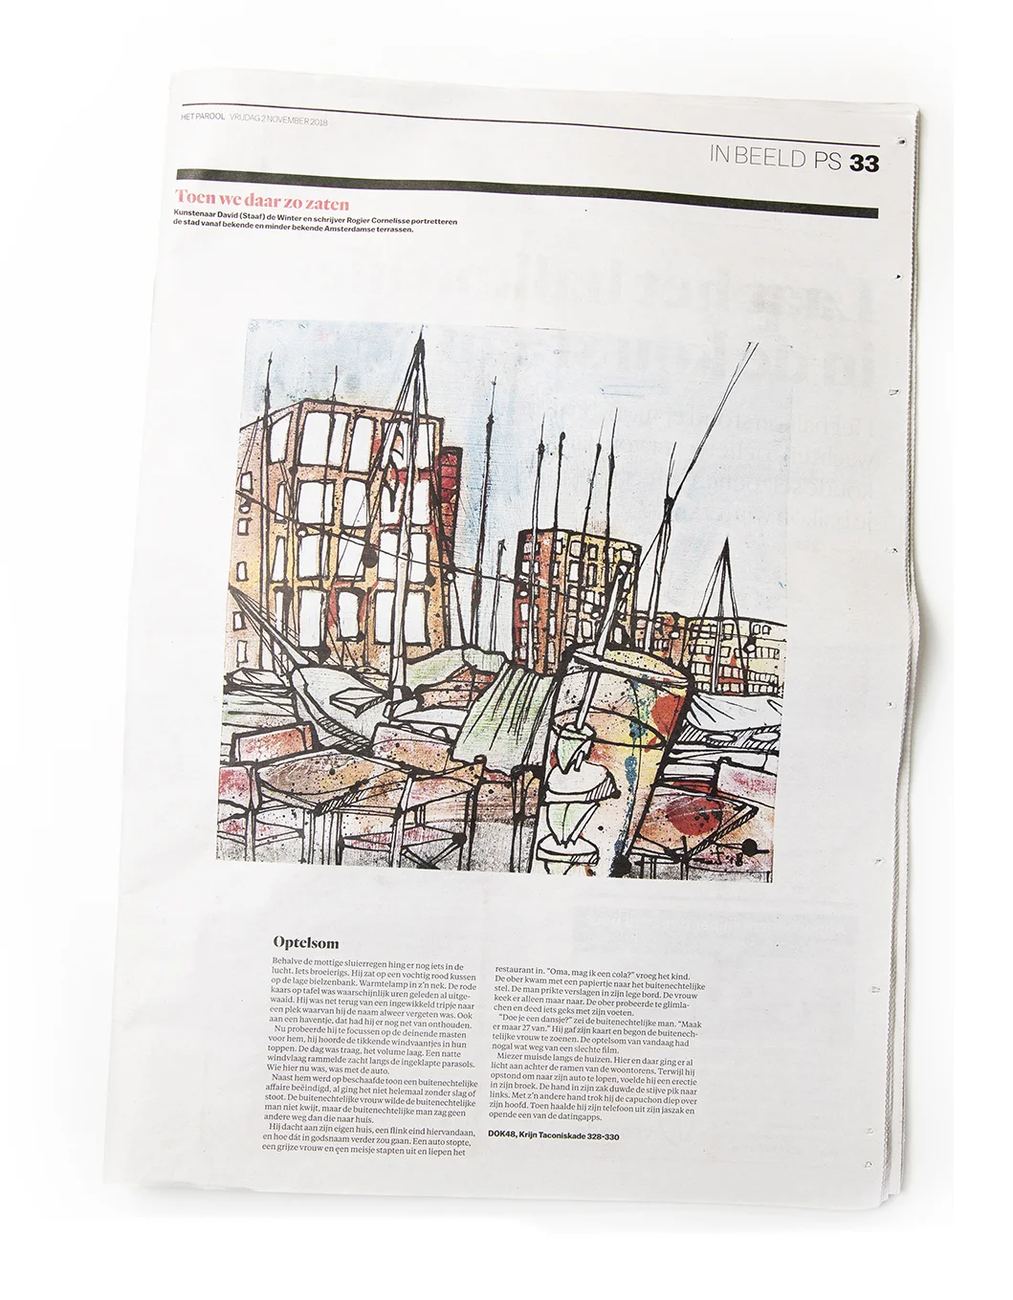 HET PAROOL VRIJDAG 2 NOVEMBER 2018
IN BEELD PS 33
Toen we daar zo zaten
Kunstenaar David (Staaf) de Winter en schrijver Rogier Cornelisse portretteren
de stad vanaf bekende en minder bekende Amsterdamse terrassen.
Optelsom
Behalve de mottige sluierregen hing er nog iets in de
lucht. Iets broeierigs. Hij zat op een vochtig rood kussen
op de lage bielzenbank. Warmtelamp in z'n nek. De rode
kaars op tafel was waarschijnlijk uren geleden al uitge-
waaid. Hij was net terug van een ingewikkeld tripje naar
een plek waarvan hij de naam alweer vergeten was. Ook
aan een haventje, dat had hij er nog net van onthouden.
Nu probeerde hij te focussen op de deinende masten
voor hem, hij hoorde de tikkende windvaantjes in hun
toppen. De dag was traag, het volume laag. Een natte
windvlaag rammelde zacht langs de ingeklapte parasols.
Wie hier nu was, was met de auto.
Naast hem werd op beschaafde toon een buitenechtelijke
affaire beëindigd, al ging het niet helemaal zonder slag of
stoot. De buitenechtelijke vrouw wilde de buitenechtelijke
man niet kwijt, maar de buitenechtelijke man zag geen
andere weg dan die naar huis.
Hij dacht aan zijn eigen huis, een flink eind hiervandaan,
en hoe dát in godsnaam verder zou gaan. Een auto stopte,
een grijze vrouw en een meisje stapten uit en liepen het
restaurant in. "Oma, mag ik een cola?" vroeg het kind.
De ober kwam met een papiertje naar het buitenechtelijke
stel. De man prikte verslagen in zijn lege bord. De vrouw
keek er alleen maar naar. De ober probeerde te glimla-
chen en deed iets geks met zijn voeten.
"Doe je een dansje?" zei de buitenechtelijke man. "Maak
er maar 27 van." Hij gaf zijn kaart en begon de buitenech-
telijke vrouw te zoenen. De optelsom van vandaag had
nogal wat weg van een slechte film.
Miezer muisde langs de huizen. Hier en daar ging er al
licht aan achter de ramen van de woontorens. Terwijl hij
opstond om naar zijn auto te lopen, voelde hij een erectie
in zijn broek. De hand in zijn zak duwde de stijve pik naar
links. Met z'n andere hand trok hij de capuchon diep over
zijn hoofd. Toen haalde hij zijn telefoon uit zijn jaszak en
opende een van de datingapps.
DOK48, Krijn Taconiskade 328-330